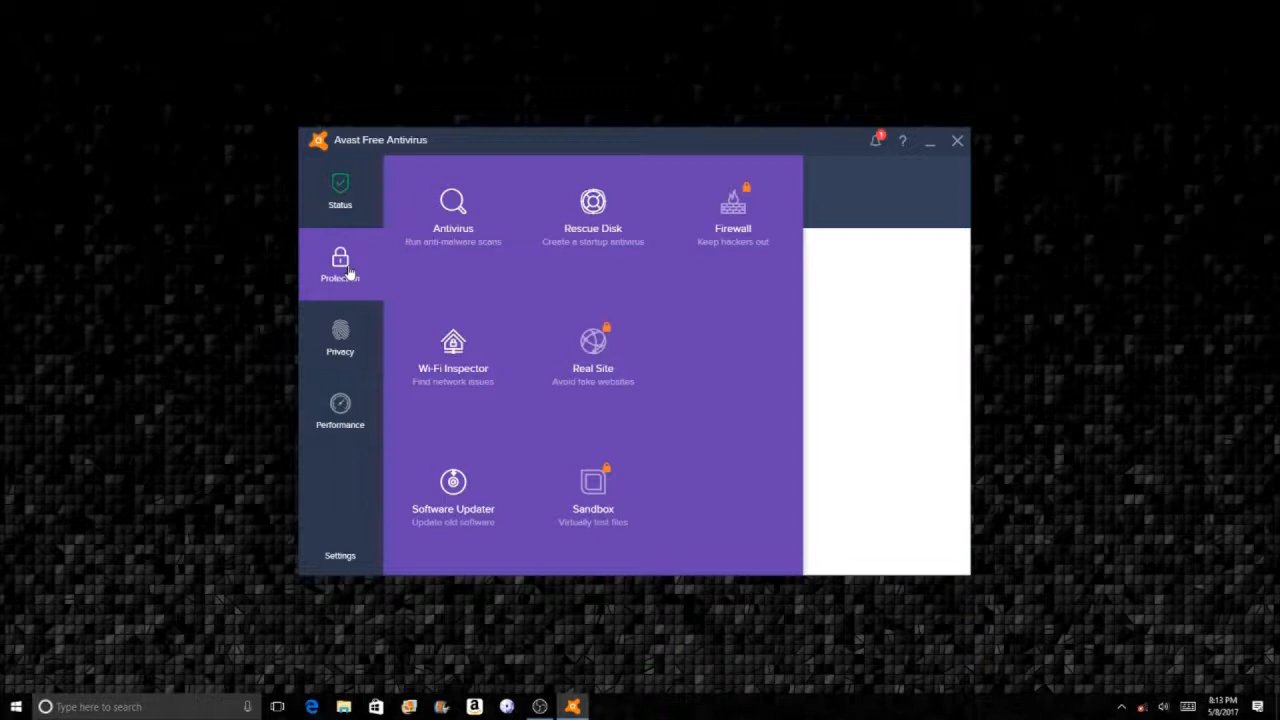 Avast Free Antivirus
1
?
Status
Protection
Privacy
Performance
Settings
Antivirus
Run anti-malware scans
Rescue Disk
Create a startup antivirus
Firewall
Keep hackers out
Wi-Fi Inspector
Find network issues
Real Site
Avoid fake websites
Software Updater
Update old software
Sandbox
Virtually test files
Type here to search
8:13 PM
5/8/2017